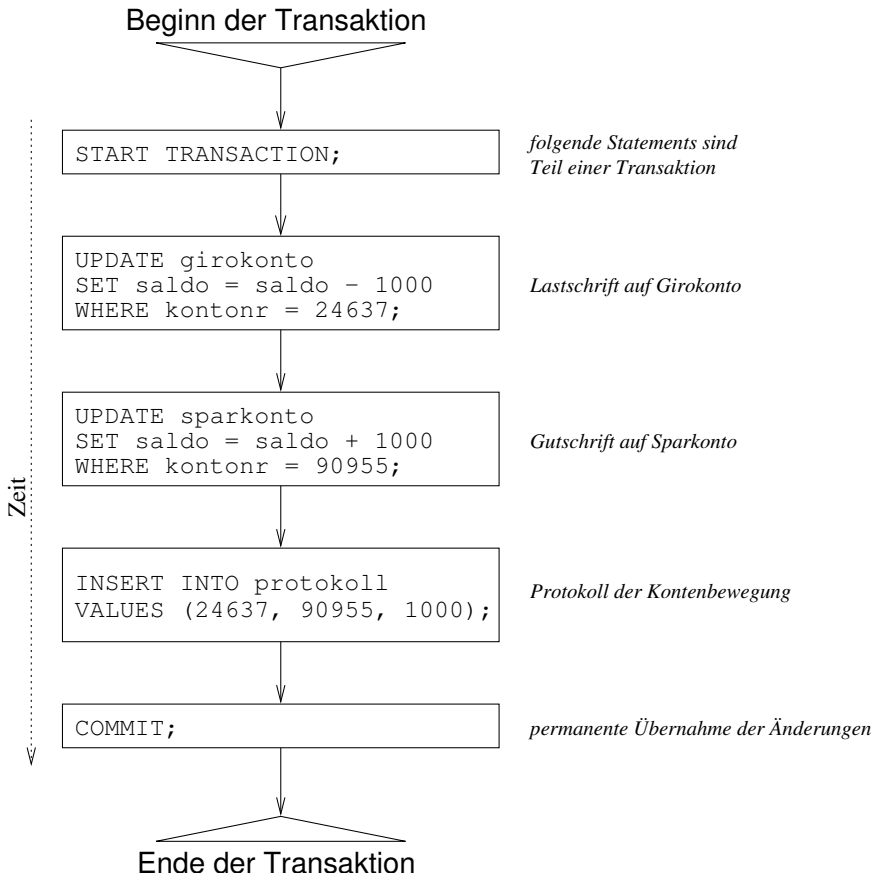 Beginn der Transaktion
START TRANSACTION;
folgende Statements sind
Teil einer Transaktion
UPDATE girokonto
SET saldo = saldo − 1000
WHERE kontonr = 24637;
Lastschrift auf Girokonto
UPDATE sparkonto
SET saldo = saldo + 1000
WHERE kontonr = 90955;
Gutschrift auf Sparkonto
Zeit
INSERT INTO protokoll
VALUES (24637, 90955, 1000);
Protokoll der Kontenbewegung
COMMIT;
permanente Übernahme der Änderungen
Ende der Transaktion